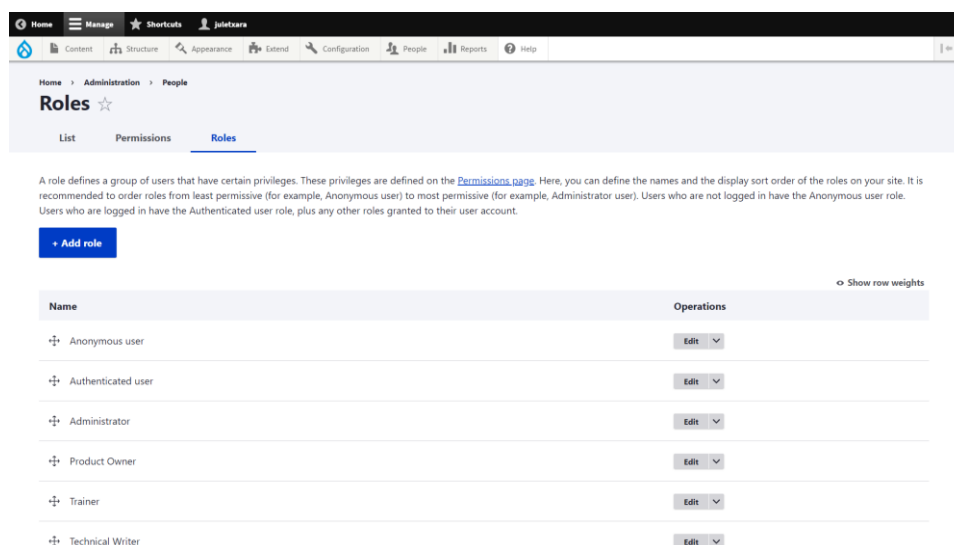 Home Manage Shortcuts juletxara
Content Structure Appearance Extend Configuration People Reports Help
Home › Administration › People
Roles
List Permissions Roles
A role defines a group of users that have certain privileges. These privileges are defined on the Permissions page. Here, you can define the names and the display sort order of the roles on your site. It is
recommended to order roles from least permissive (for example, Anonymous user) to most permissive (for example, Administrator user). Users who are not logged in have the Anonymous user role.
Users who are logged in have the Authenticated user role, plus any other roles granted to their user account.
+ Add role
Show row weights
Name Operations
Anonymous user Edit
Authenticated user Edit
Administrator Edit
Product Owner Edit
Trainer Edit
Technical Writer Edit